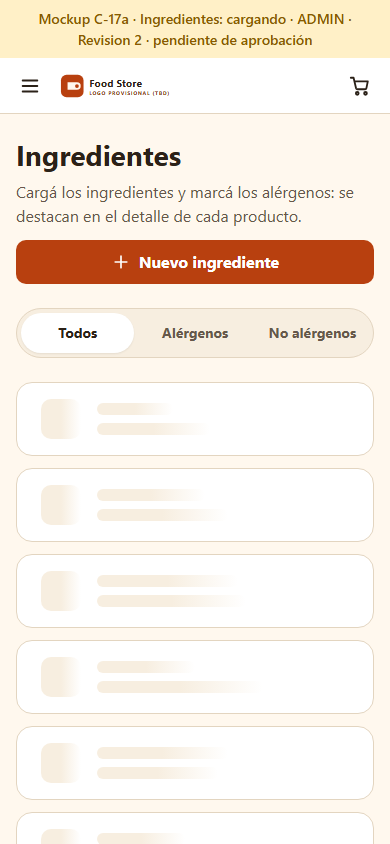 Mockup C-17a · Ingredientes: cargando · ADMIN ·
Revision 2 · pendiente de aprobación
Food Store
LOGO PROVISIONAL (TBD)
Ingredientes
Cargá los ingredientes y marcá los alérgenos: se
destacan en el detalle de cada producto.
Nuevo ingrediente
Todos
Alérgenos
No alérgenos